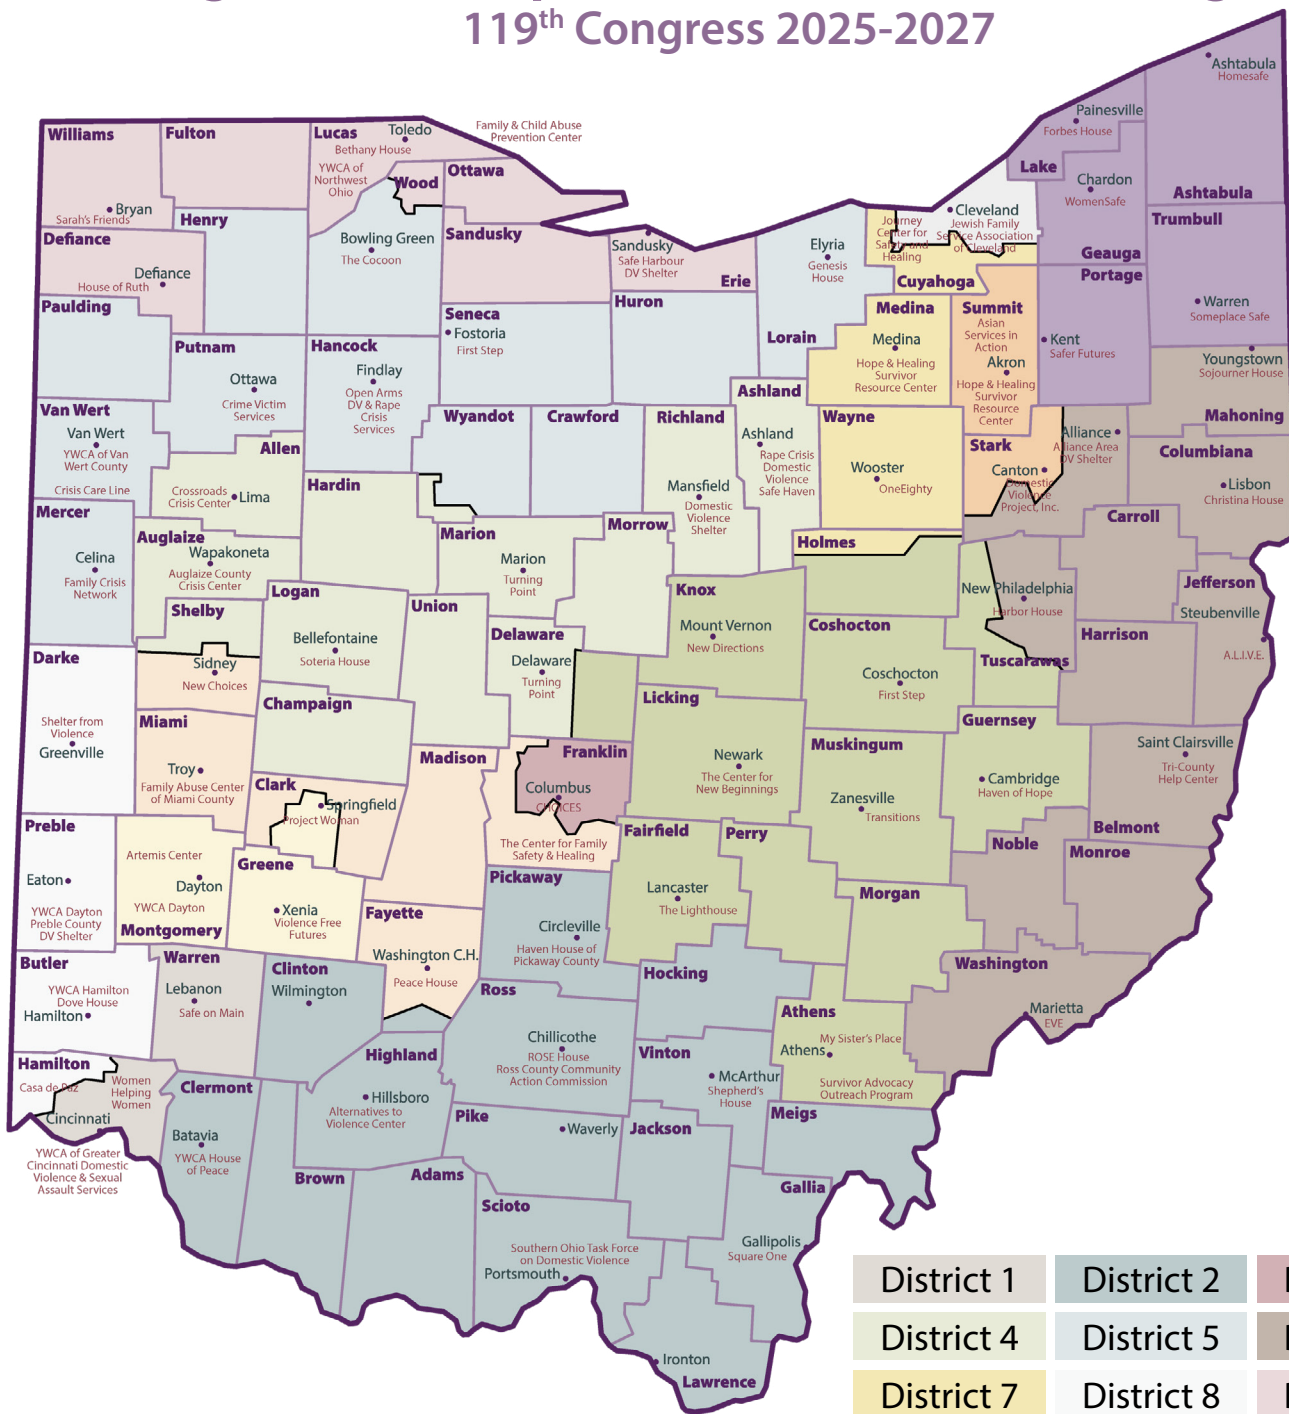 119th Congress 2025-2027
Ashtabula
Homesafe
Painesville
Forbes House
Lake
Chardon
WomenSafe
Ashtabula
Geauga
Trumbull
Warren
Someplace Safe
Portage
Kent
Safer Futures
Williams
Bryan
Sarah's Friends
Fulton
Lucas
Toledo
Bethany House
YWCA of
Northwest
Ohio
Family & Child Abuse
Prevention Center
Wood
Bowling Green
The Cocoon
Ottawa
Henry
Defiance
Defiance
House of Ruth
Sandusky
Sandusky
Safe Harbour
DV Shelter
Erie
Elyria
Genesis
House
Lorain
Journey
Center for
Safety and
Healing
Cleveland
Jewish Family
Service Association
of Cleveland
Cuyahoga
Paulding
Putnam
Ottawa
Crime Victim
Services
Hancock
Findlay
Open Arms
DV & Rape
Crisis
Services
Seneca
Fostoria
First Step
Huron
Medina
Medina
Hope & Healing
Survivor
Resource Center
Summit
Asian
Services in
Action
Akron
Hope & Healing
Survivor
Resource
Center
Youngstown
Sojourner House
Mahoning
Van Wert
Van Wert
YWCA of Van
Wert County
Crisis Care Line
Allen
Crossroads
Crisis Center
Lima
Wyandot
Crawford
Richland
Mansfield
Domestic
Violence
Shelter
Ashland
Ashland
Rape Crisis
Domestic
Violence
Safe Haven
Wayne
Wooster
OneEighty
Stark
Canton
Domestic
Violence
Project, Inc.
Alliance
Alliance Area
DV Shelter
Columbiana
Lisbon
Christina House
Mercer
Celina
Family Crisis
Network
Auglaize
Wapakoneta
Auglaize County
Crisis Center
Hardin
Marion
Marion
Turning
Point
Morrow
Holmes
Carroll
Jefferson
Steubenville
A.L.I.V.E.
Shelby
Sidney
New Choices
Logan
Bellefontaine
Soteria House
Union
Delaware
Delaware
Turning
Point
Knox
Mount Vernon
New Directions
Coshocton
Coschocton
First Step
New Philadelphia
Harbor House
Tuscarawas
Harrison
Darke
Shelter from
Violence
Greenville
Miami
Troy
Family Abuse Center
of Miami County
Champaign
Licking
Newark
The Center for
New Beginnings
Muskingum
Zanesville
Transitions
Guernsey
Cambridge
Haven of Hope
Saint Clairsville
Tri-County
Help Center
Belmont
Clark
Springfield
Project Woman
Madison
Franklin
Columbus
CHOICES
The Center for Family
Safety & Healing
Preble
Eaton
YWCA Dayton
Preble County
DV Shelter
Artemis Center
Dayton
YWCA Dayton
Montgomery
Greene
Xenia
Violence Free
Futures
Fayette
Washington C.H.
Peace House
Pickaway
Circleville
Haven House of
Pickaway County
Fairfield
Lancaster
The Lighthouse
Perry
Morgan
Noble
Monroe
Butler
YWCA Hamilton
Dove House
Hamilton
Warren
Lebanon
Safe on Main
Clinton
Wilmington
Ross
Chillicothe
ROSE House
Ross County Community
Action Commission
Hocking
Athens
My Sister's Place
Athens
Survivor Advocacy
Outreach Program
Washington
Marietta
EVE
Hamilton
Casa de Paz
Women
Helping
Women
Cincinnati
YWCA of Greater
Cincinnati Domestic
Violence & Sexual
Assault Services
Clermont
Batavia
YWCA House
of Peace
Highland
Hillsboro
Alternatives to
Violence Center
Vinton
McArthur
Shepherd's
House
Pike
Waverly
Jackson
Meigs
Brown
Adams
Scioto
Southern Ohio Task Force
on Domestic Violence
Portsmouth
Gallia
Gallipolis
Square One
Ironton
Lawrence
District 1
District 2
District 4
District 5
District 7
District 8